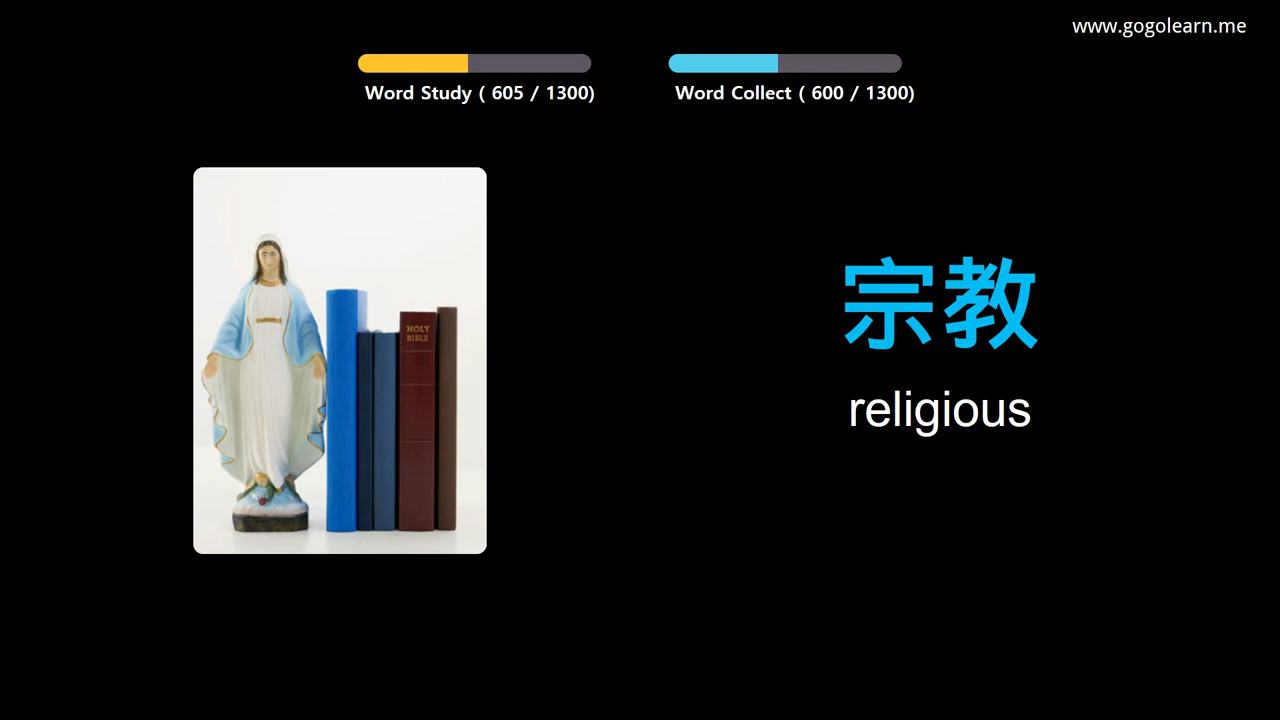 www.gogolearn.me
Word Study ( 605 / 1300)
Word Collect ( 600 / 1300)
HOLY
BIBLE
宗教
religious